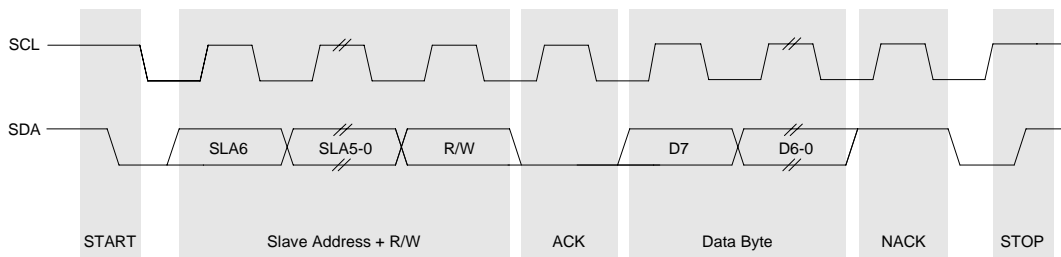 SCL
SDA
SLA6 SLA5-0 R/W D7 D6-0
START Slave Address + R/W ACK Data Byte NACK STOP